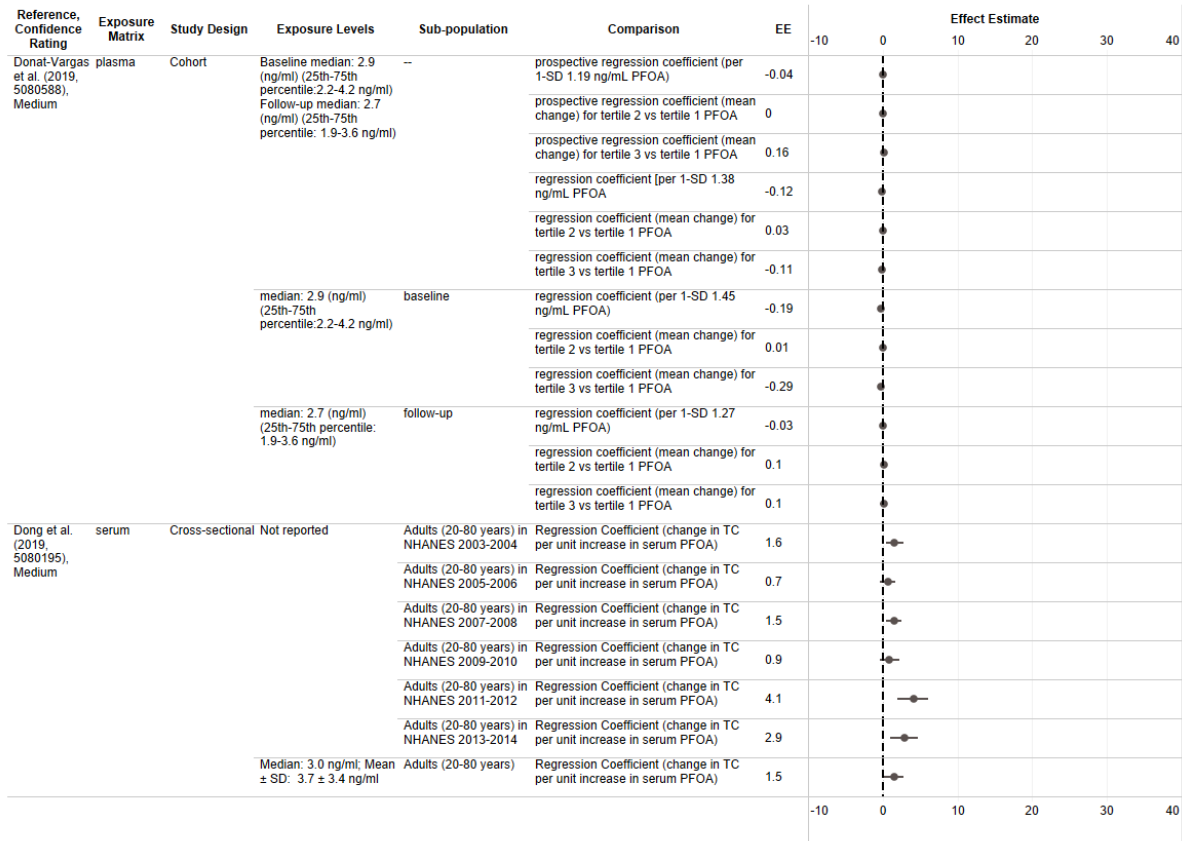 Reference, Confidence Rating
Exposure Matrix
Study Design
Exposure Levels
Sub-population
Comparison
EE
Effect Estimate
-10 0 10 20 30 40
Donat-Vargas
et al. (2019,
5080588),
Medium
plasma
Cohort
Baseline median: 2.9
(ng/ml) (25th-75th
percentile:2.2-4.2 ng/ml)
Follow-up median: 2.7
(ng/ml) (25th-75th
percentile: 1.9-3.6 ng/ml)
--
prospective regression coefficient (per
1-SD 1.19 ng/mL PFOA)
-0.04
prospective regression coefficient (mean
change) for tertile 2 vs tertile 1 PFOA
0
prospective regression coefficient (mean
change) for tertile 3 vs tertile 1 PFOA
0.16
regression coefficient [per 1-SD 1.38
ng/mL PFOA
-0.12
regression coefficient (mean change) for
tertile 2 vs tertile 1 PFOA
0.03
regression coefficient (mean change) for
tertile 3 vs tertile 1 PFOA
-0.11
median: 2.9 (ng/ml)
(25th-75th
percentile:2.2-4.2 ng/ml)
baseline
regression coefficient (per 1-SD 1.45
ng/mL PFOA)
-0.19
regression coefficient (mean change) for
tertile 2 vs tertile 1 PFOA
0.01
regression coefficient (mean change) for
tertile 3 vs tertile 1 PFOA
-0.29
median: 2.7 (ng/ml)
(25th-75th percentile:
1.9-3.6 ng/ml)
follow-up
regression coefficient (per 1-SD 1.27
ng/mL PFOA)
-0.03
regression coefficient (mean change) for
tertile 2 vs tertile 1 PFOA
0.1
regression coefficient (mean change) for
tertile 3 vs tertile 1 PFOA
0.1
Dong et al.
(2019,
5080195),
Medium
serum
Cross-sectional
Not reported
Adults (20-80 years) in
NHANES 2003-2004
Regression Coefficient (change in TC
per unit increase in serum PFOA)
1.6
Adults (20-80 years) in
NHANES 2005-2006
Regression Coefficient (change in TC
per unit increase in serum PFOA)
0.7
Adults (20-80 years) in
NHANES 2007-2008
Regression Coefficient (change in TC
per unit increase in serum PFOA)
1.5
Adults (20-80 years) in
NHANES 2009-2010
Regression Coefficient (change in TC
per unit increase in serum PFOA)
0.9
Adults (20-80 years) in
NHANES 2011-2012
Regression Coefficient (change in TC
per unit increase in serum PFOA)
4.1
Adults (20-80 years) in
NHANES 2013-2014
Regression Coefficient (change in TC
per unit increase in serum PFOA)
2.9
Median: 3.0 ng/ml; Mean
± SD: 3.7 ± 3.4 ng/ml
Adults (20-80 years)
Regression Coefficient (change in TC
per unit increase in serum PFOA)
1.5
-10 0 10 20 30 40